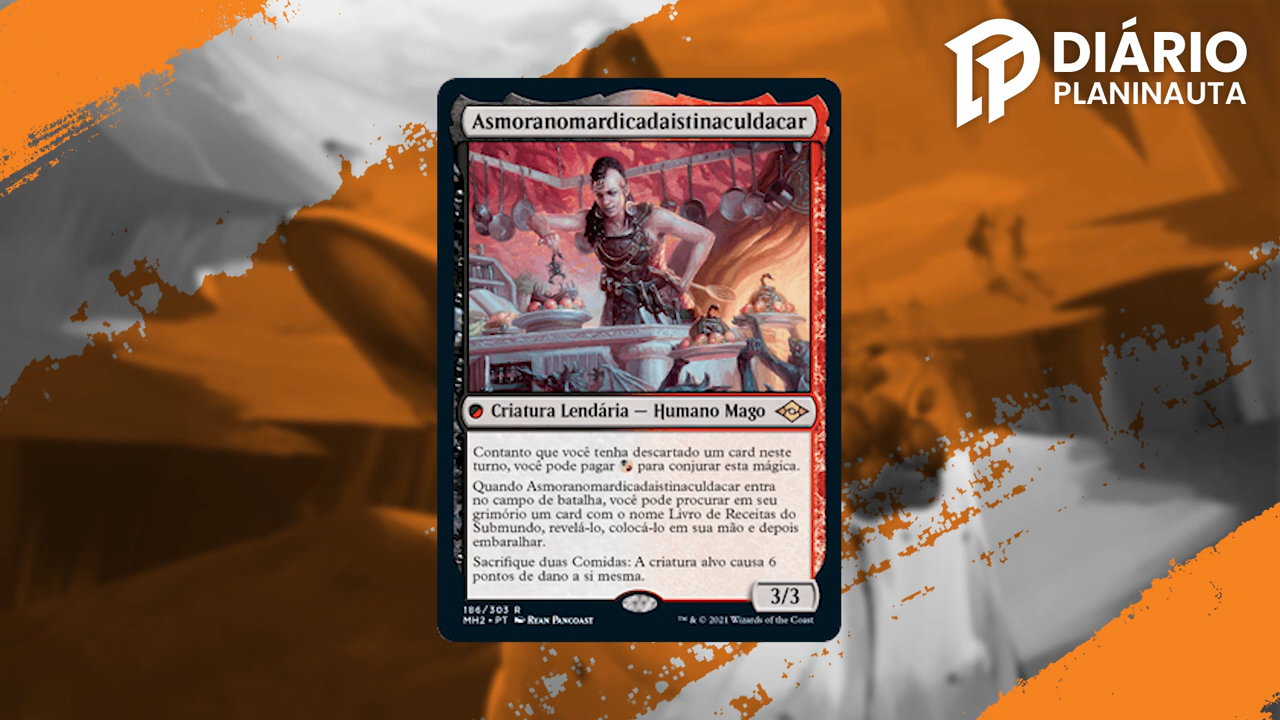 DIÁRIO
PLANINAUTA
Asmoranomardicadaistinaculdacar
Criatura Lendária — Humano Mago
Contanto que você tenha descartado um card neste
turno, você pode pagar para conjurar esta mágica.
Quando Asmoranomardicadaistinaculdacar entra
no campo de batalha, você pode procurar em seu
grimório um card com o nome Livro de Receitas do
Submundo, revelá-lo, colocá-lo em sua mão e depois
embaralhar.
Sacrifique duas Comidas: A criatura alvo causa 6
pontos de dano a si mesma.
3/3
186/303 R
MH2 • PT Ryan Pancoast
™ & © 2021 Wizards of the Coast